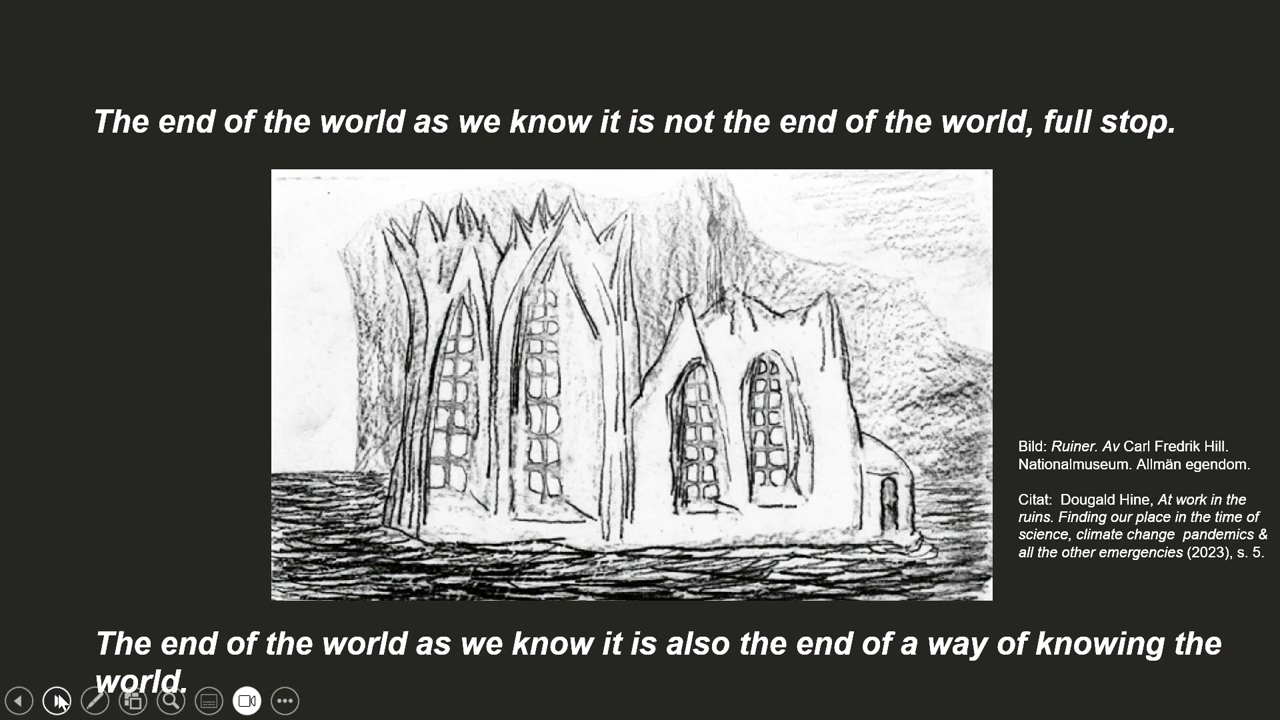 The end of the world as we know it is not the end of the world, full stop.
Bild: Ruiner. Av Carl Fredrik Hill.
Nationalmuseum. Allmän egendom.
Citat:  Dougald Hine, At work in the
ruins. Finding our place in the time of
science, climate change  pandemics &
all the other emergencies (2023), s. 5.
The end of the world as we know it is also the end of a way of knowing the
world.